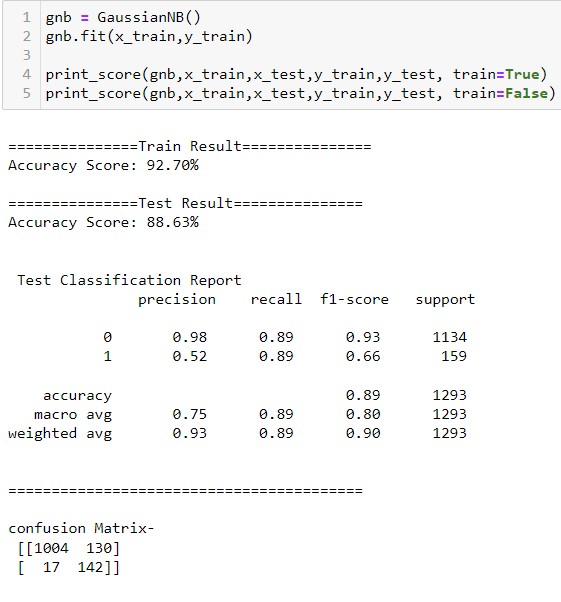 1 gnb = GaussianNB()
2 gnb.fit(x_train,y_train)
3
4 print_score(gnb,x_train,x_test,y_train,y_test, train=True)
5 print_score(gnb,x_train,x_test,y_train,y_test, train=False)
===============Train Result===============
Accuracy Score: 92.70%
===============Test Result===============
Accuracy Score: 88.63%
Test Classification Report
precision recall f1-score support
0 0.98 0.89 0.93 1134
1 0.52 0.89 0.66 159
accuracy 0.89 1293
macro avg 0.75 0.89 0.80 1293
weighted avg 0.93 0.89 0.90 1293
=========================================
confusion Matrix-
[[1004 130]
[ 17 142]]